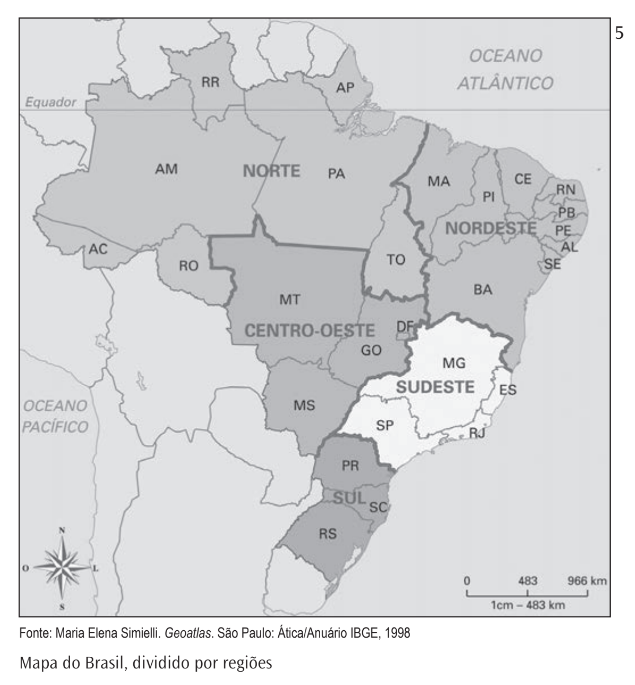 5
OCEANO
ATLÂNTICO
RR
AP
Equador
AM
NORTE
PA
MA
CE
PI
RN
PB
NORDESTE
PE
AL
SE
AC
RO
TO
BA
MT
CENTRO-OESTE
DF
GO
MG
SUDESTE
ES
OCEANO
PACÍFICO
MS
SP
RJ
PR
SUL
SC
RS
N
O
L
S
0 483 966 km
1cm – 483 km
Fonte: Maria Elena Simielli. Geoatlas. São Paulo: Ática/Anuário IBGE, 1998
Mapa do Brasil, dividido por regiões